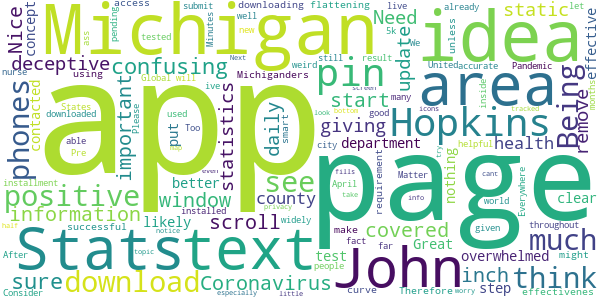 access pending submit Minutes ass
Michigan
downloading flattening live already let
idea
Need static
Nice concept
well tested Global will new
using Michiganders
pin update unless
Pandemic
deceptive confusing
weird result still 5k We
United accurate effective
phones
contacted
downloaded Please
States
ive
Next screen bottom
many
area
Being
nurse
important
Pre
app
able
used
Too
put
statistics
daily
smart
start
giving
icons look
Hopkins
inside tracked
remove months
good
city
department
health
even
see
requirement
Matter
nothing
helpful try
info cant
page
positive
installment
better
window
county
information
likely
April take
fills privacy
given
world
Everywhere
clear
After half
successful
installed
scroll
make
fact
people
covered
Great
throughout
might
Stats
text
widely
test
John
far
overwhelmed
much
notice
topic
sure
download
Coronavirus
curve
Therefore
inch
step
worry
think
Consider
especially
little
effectivenes